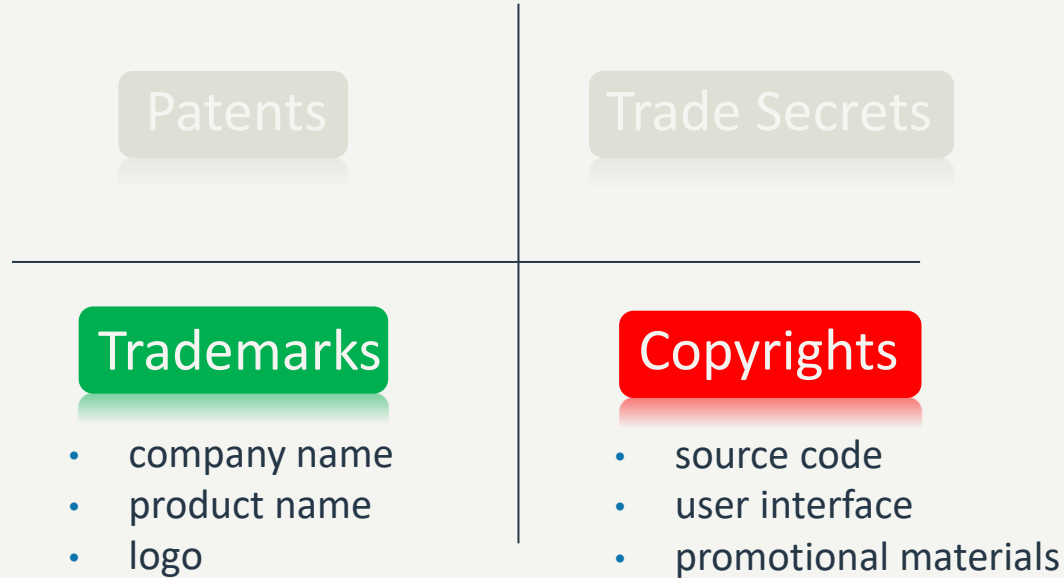 Patents
Trade Secrets
Trademarks
• company name
• product name
• logo
Copyrights
• source code
• user interface
• promotional materials